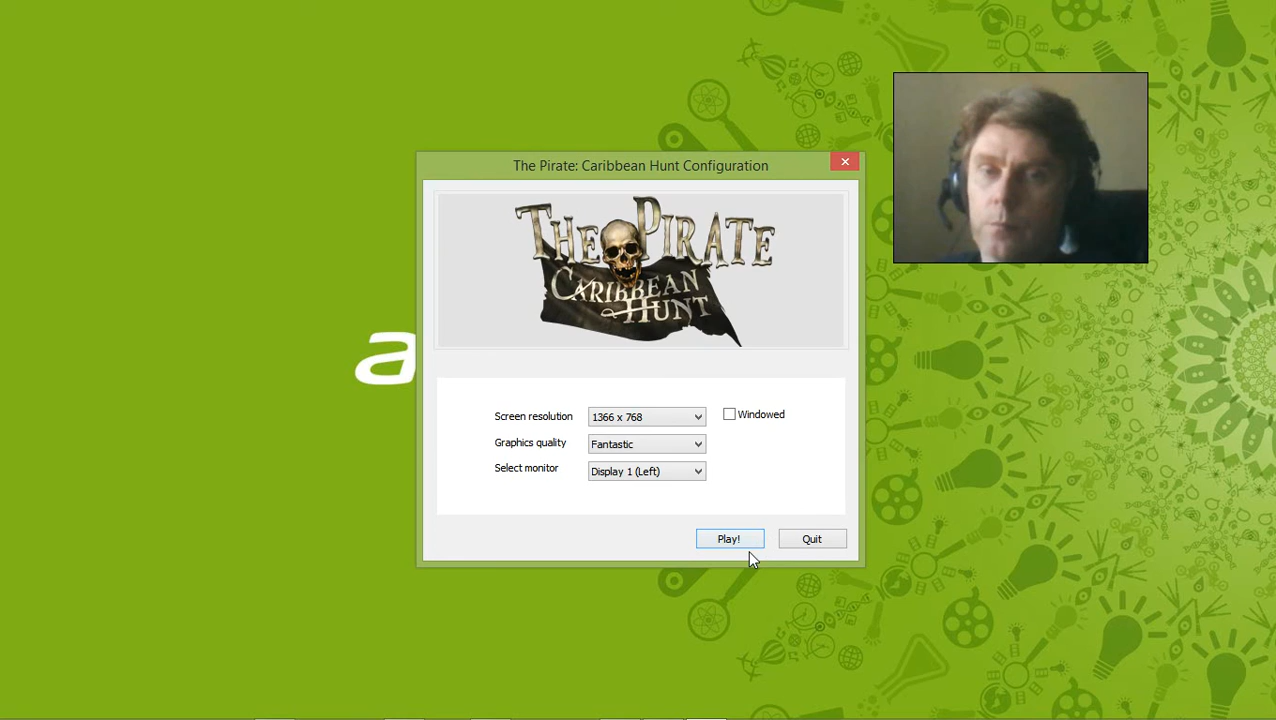 The Pirate: Caribbean Hunt Configuration
THE PIRATE
CARIBBEAN
HUNT
a
Screen resolution
1366 x 768
Windowed
Graphics quality
Fantastic
Select monitor
Display 1 (Left)
Play!
Quit